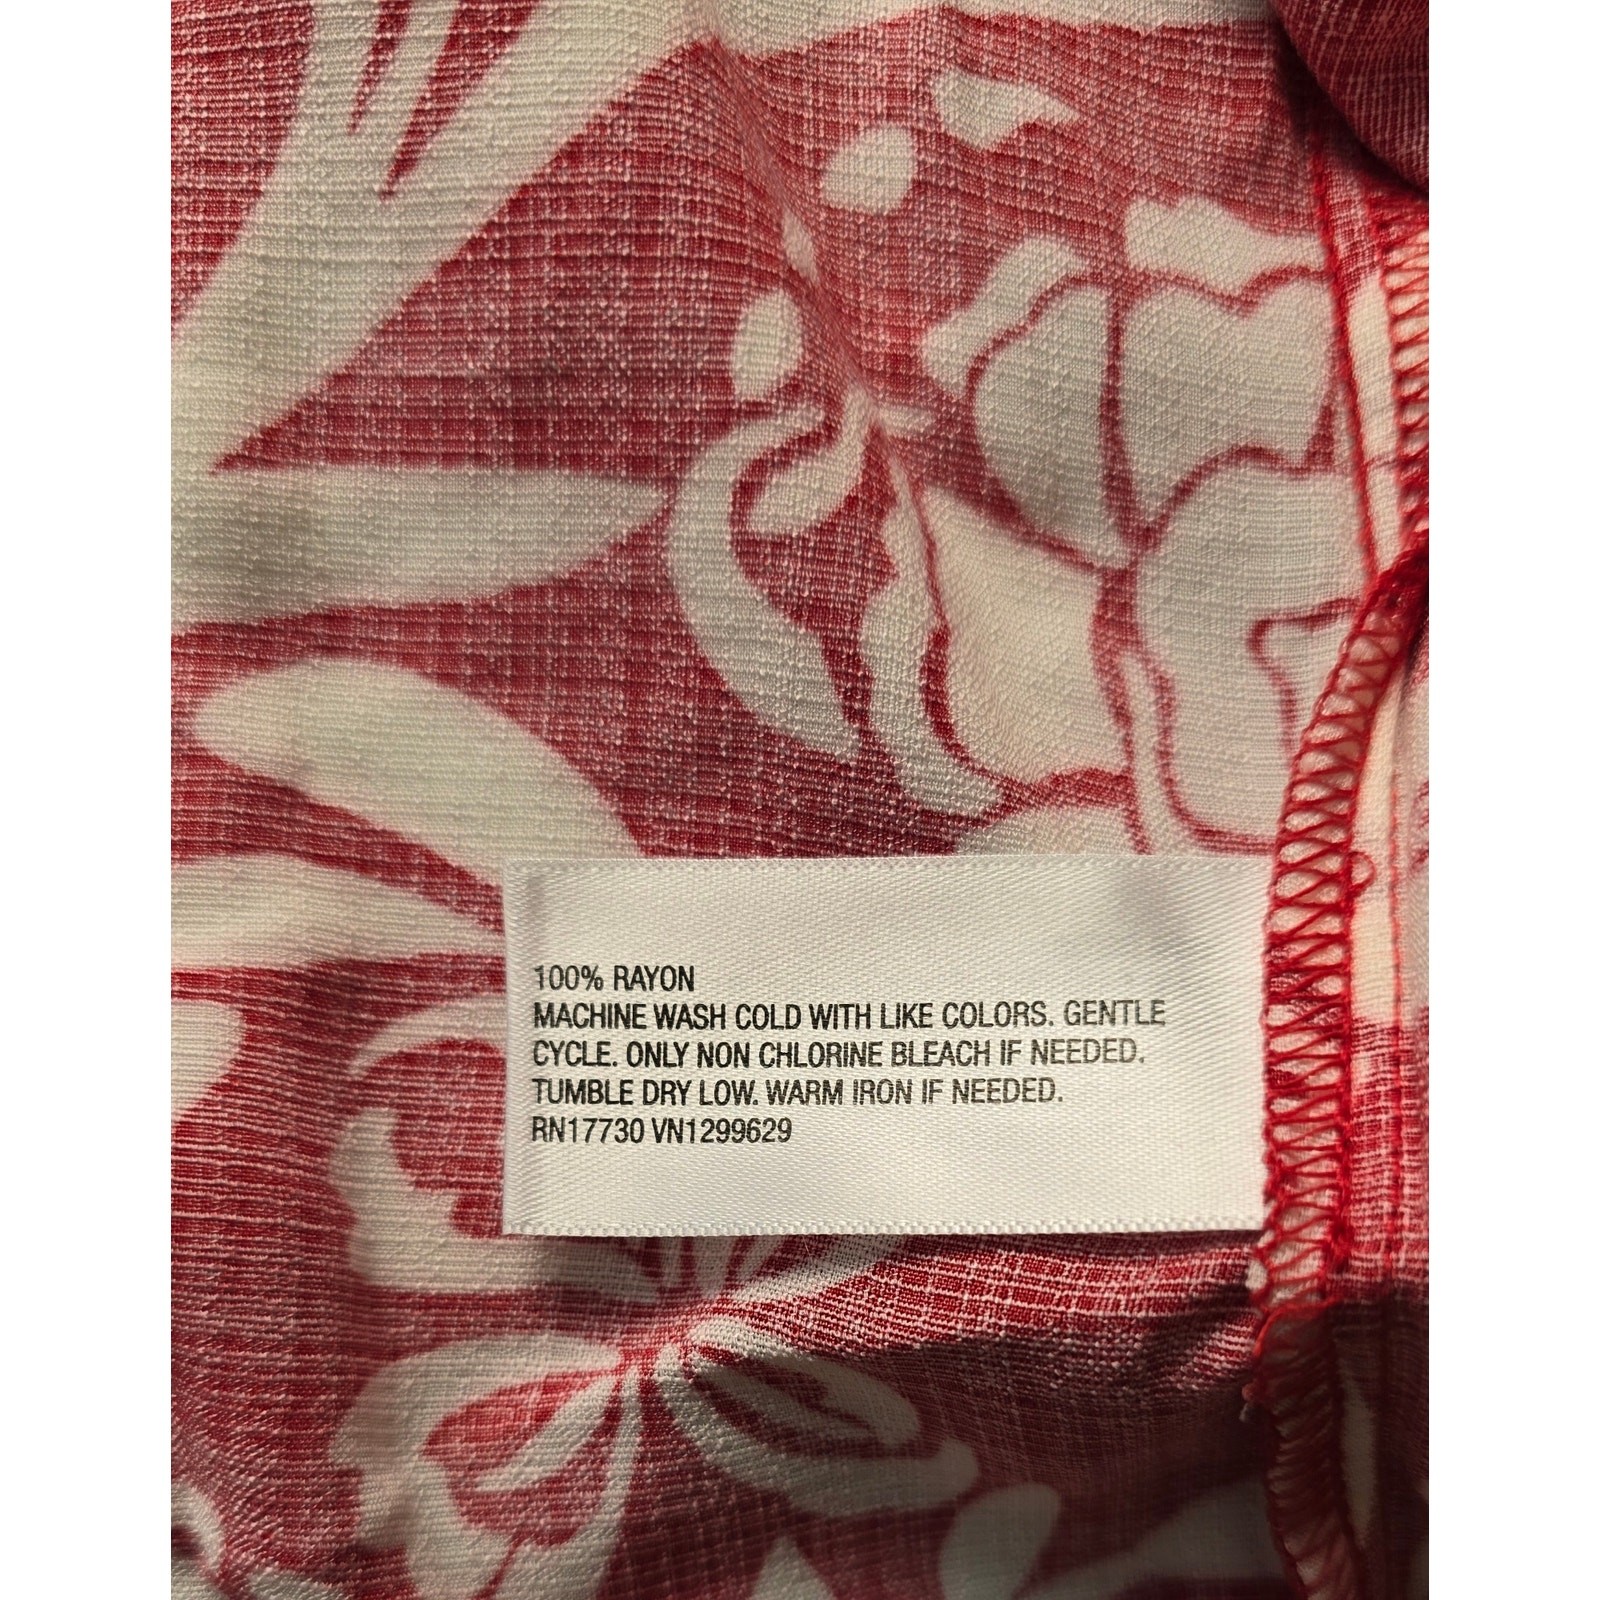 100% RAYON
MACHINE WASH COLD WITH LIKE COLORS. GENTLE
CYCLE. ONLY NON CHLORINE BLEACH IF NEEDED.
TUMBLE DRY LOW. WARM IRON IF NEEDED.
RN17730 VN1299629